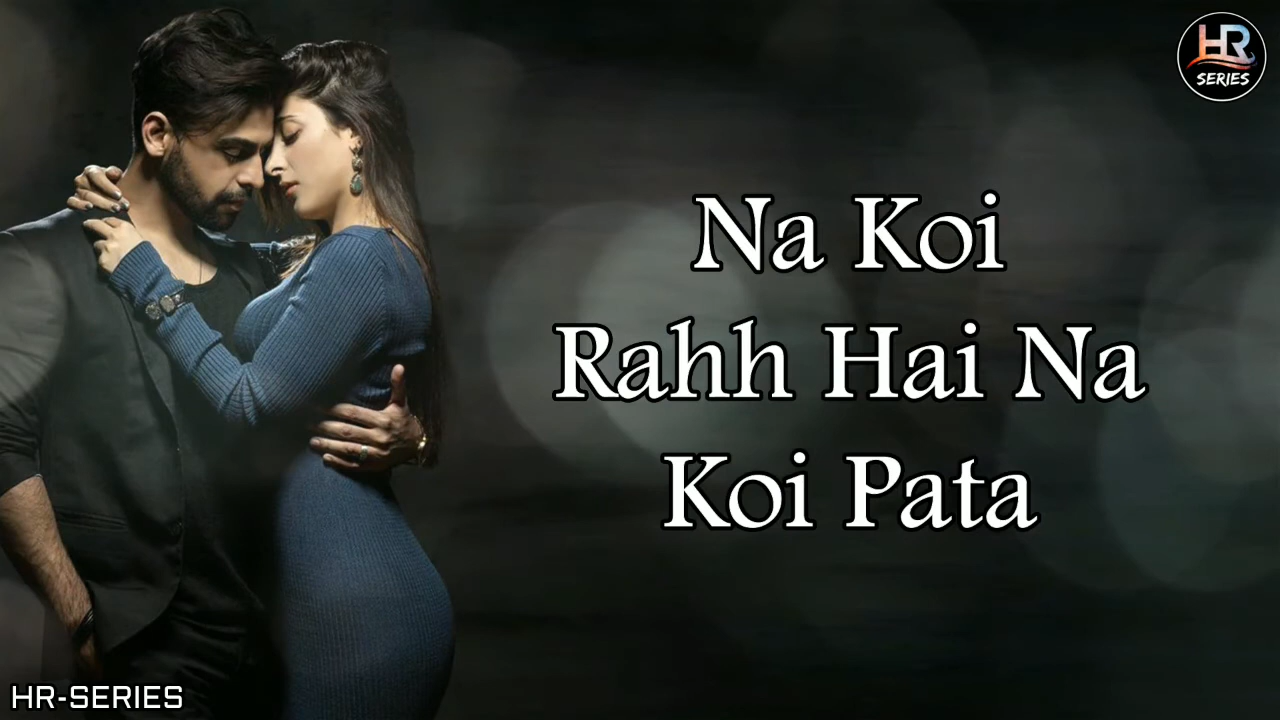 HR
SERIES
Na Koi
Rahh Hai Na
Koi Pata
HR-SERIES